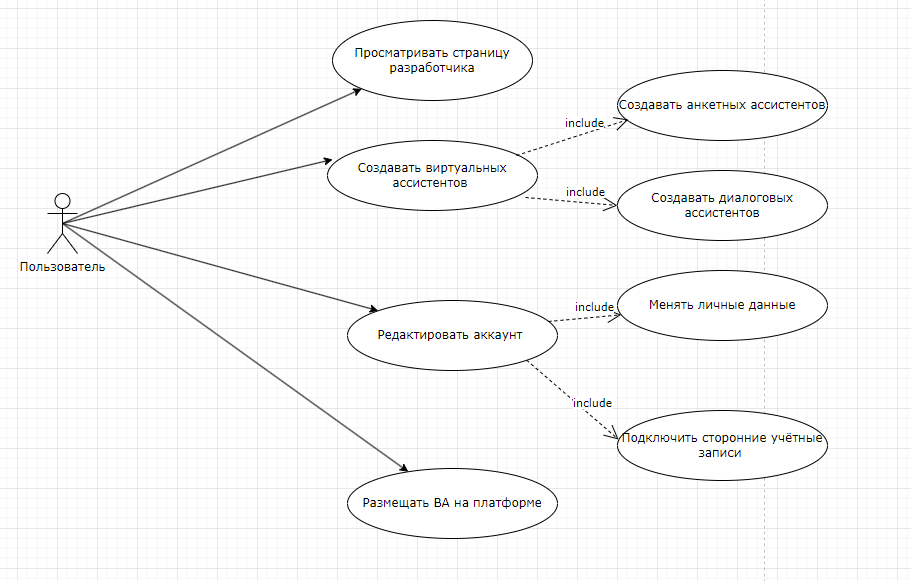 Просматривать страницу
разработчика
Создавать анкетных ассистентов
include
Создавать виртуальных
ассистентов
include
Создавать диалоговых
ассистентов
Пользователь
include
Менять личные данные
Редактировать аккаунт
include
Подключить сторонние учётные
записи
Размещать ВА на платформе